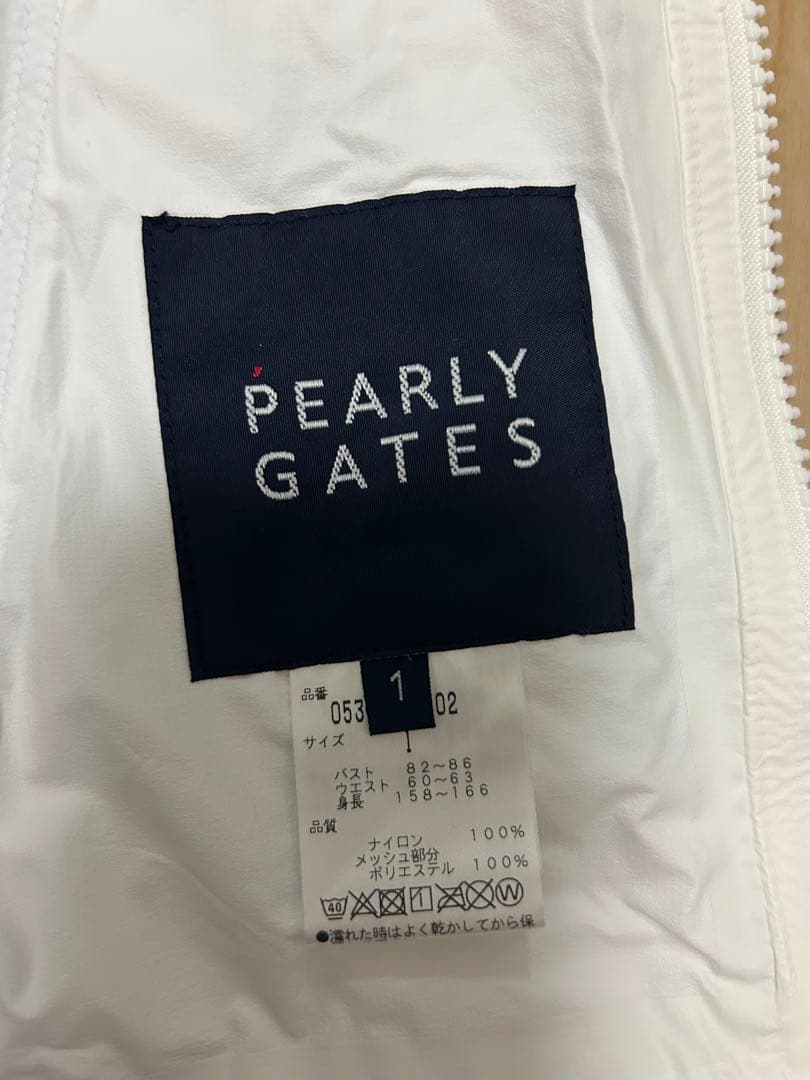 PEARLY
GATES
1
品番
053 02
サイズ
バスト 82～86
ウエスト 60～63
身長 158～166
品質
ナイロン 100%
メッシュ部分
ポリエステル 100%
40 1 W
●濡れた時はよく乾かしてから保